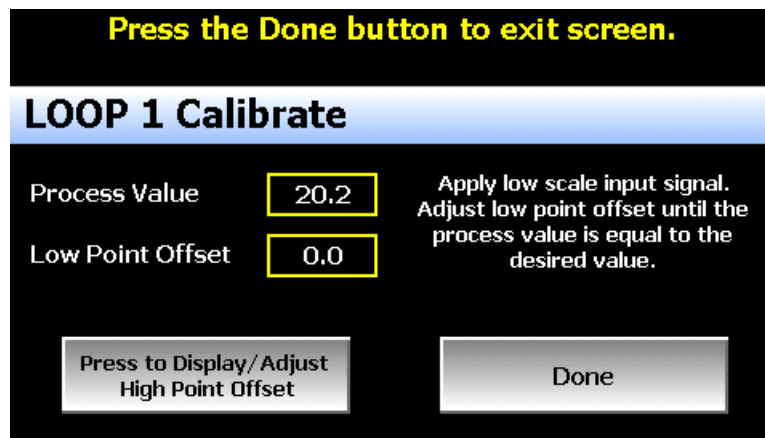 Press the Done button to exit screen.
LOOP 1 Calibrate
Process Value 20.2
Low Point Offset 0.0
Apply low scale input signal.
Adjust low point offset until the
process value is equal to the
desired value.
Press to Display/Adjust
High Point Offset
Done